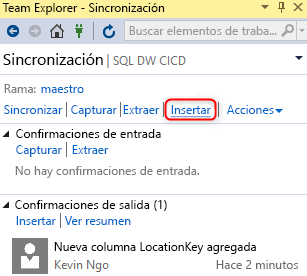 Team Explorer - Sincronización
Buscar elementos de traba...
Sincronización | SQL DW CICD
Rama: maestro
Sincronizar | Capturar | Extraer | Insertar | Acciones
Confirmaciones de entrada
Capturar | Extraer
No hay confirmaciones de entrada.
Confirmaciones de salida (1)
Insertar | Ver resumen
Nueva columna LocationKey agregada
Kevin Ngo Hace 2 minutos